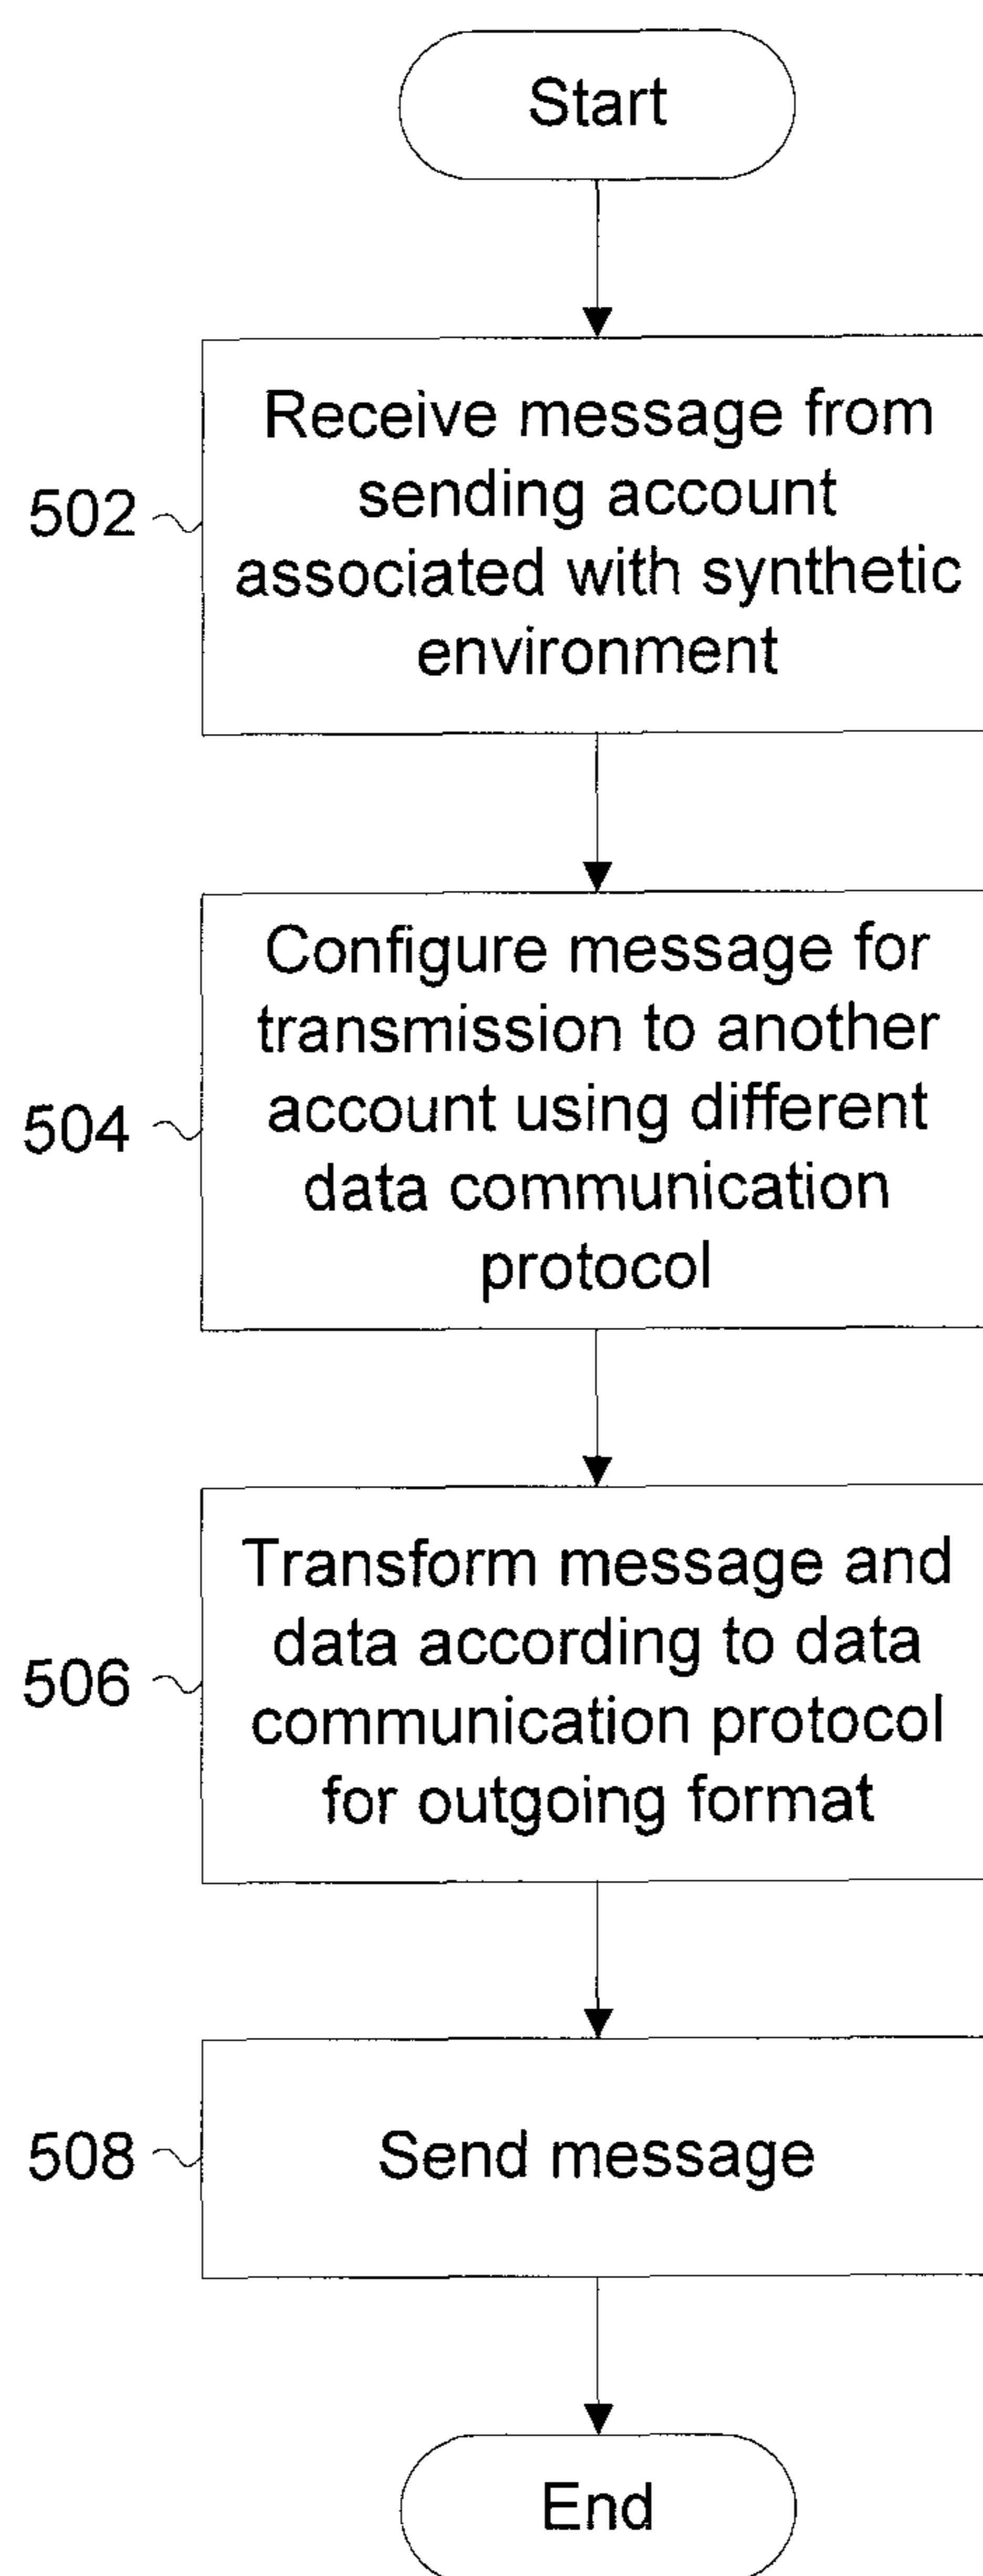 Start
Receive message from
sending account
associated with synthetic
environment
502
Configure message for
transmission to another
account using different
data communication
protocol
504
Transform message and
data according to data
communication protocol
for outgoing format
506
Send message
508
End